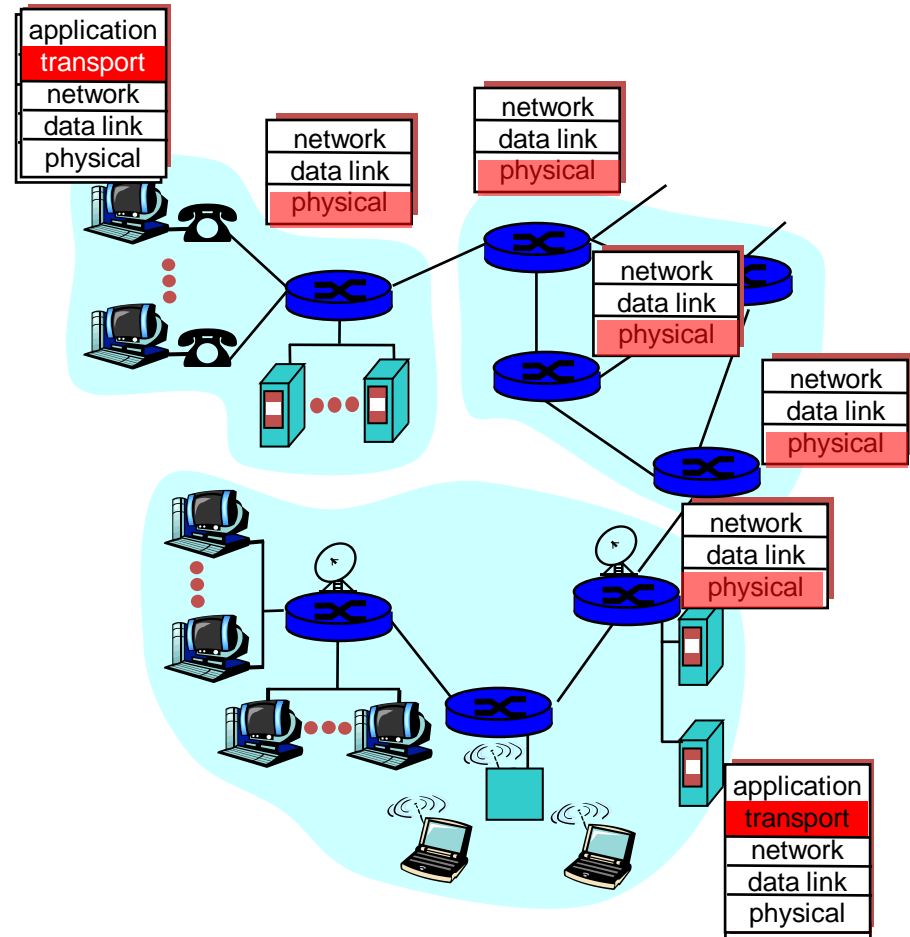 application
transport
network
data link
physical
network
data link
physical
network
data link
physical
network
data link
physical
network
data link
physical
network
data link
physical
application
transport
network
data link
physical